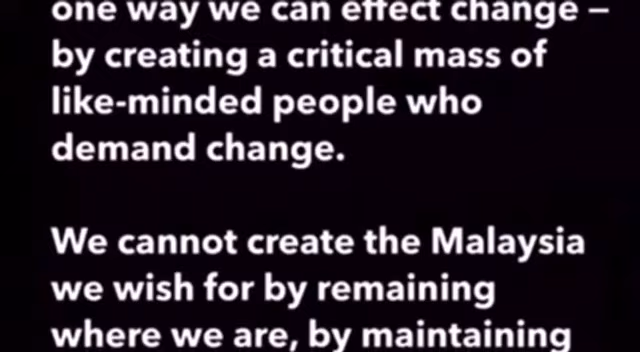 one way we can effect change –
by creating a critical mass of
like-minded people who
demand change.
We cannot create the Malaysia
we wish for by remaining
where we are, by maintaining